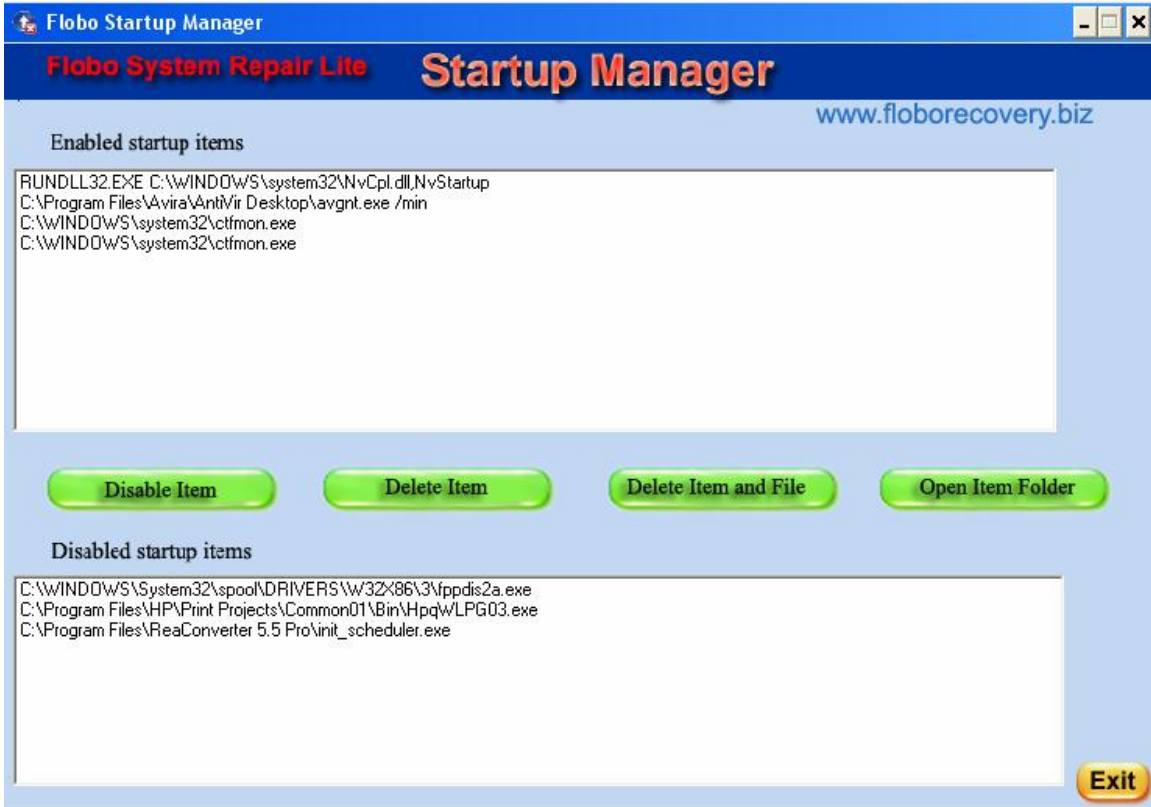 Flobo Startup Manager
Flobo System Repair Lite
Startup Manager
www.floborecovery.biz
Enabled startup items
RUNDLL32.EXE C:\WINDOWS\system32\NvCpl.dll,NvStartup
C:\Program Files\Avira\AntiVir Desktop\avgnt.exe /min
C:\WINDOWS\system32\ctfmon.exe
C:\WINDOWS\system32\ctfmon.exe
Disable Item
Delete Item
Delete Item and File
Open Item Folder
Disabled startup items
C:\WINDOWS\System32\spool\DRIVERS\W32X86\3\fppdis2a.exe
C:\Program Files\HP\Print Projects\Common01\Bin\HpqWLPG03.exe
C:\Program Files\ReaConverter 5.5 Pro\init_scheduler.exe
Exit